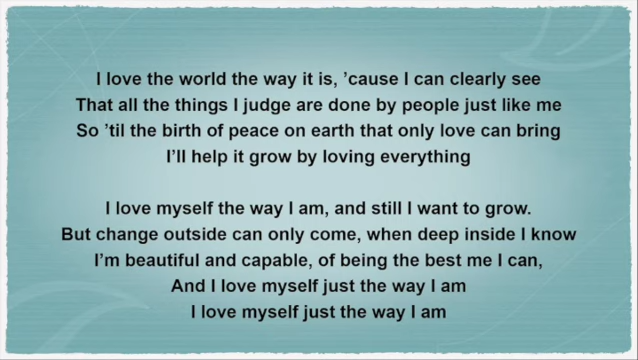 I love the world the way it is, ’cause I can clearly see
That all the things I judge are done by people just like me
So ’til the birth of peace on earth that only love can bring
I’ll help it grow by loving everything
I love myself the way I am, and still I want to grow.
But change outside can only come, when deep inside I know
I’m beautiful and capable, of being the best me I can,
And I love myself just the way I am
I love myself just the way I am